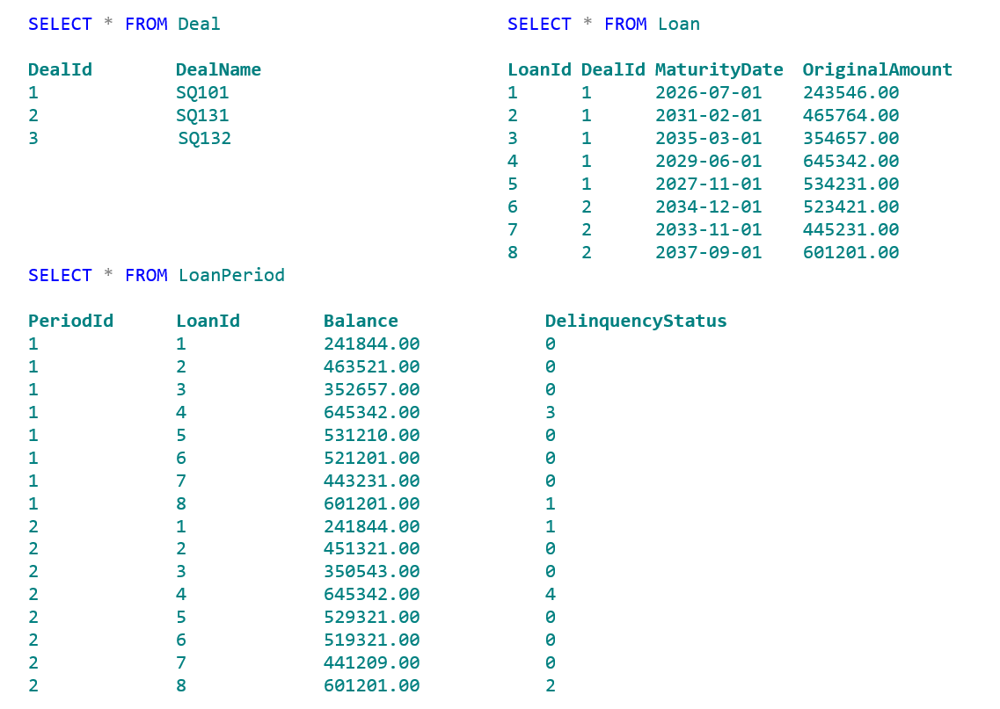 SELECT * FROM Deal
DealId DealName
1 SQ101
2 SQ131
3 SQ132
SELECT * FROM Loan
LoanId DealId MaturityDate OriginalAmount
1 1 2026-07-01 243546.00
2 1 2031-02-01 465764.00
3 1 2035-03-01 354657.00
4 1 2029-06-01 645342.00
5 1 2027-11-01 534231.00
6 2 2034-12-01 523421.00
7 2 2033-11-01 445231.00
8 2 2037-09-01 601201.00
SELECT * FROM LoanPeriod
PeriodId LoanId Balance DelinquencyStatus
1 1 241844.00 0
1 2 463521.00 0
1 3 352657.00 0
1 4 645342.00 3
1 5 531210.00 0
1 6 521201.00 0
1 7 443231.00 0
1 8 601201.00 1
2 1 241844.00 1
2 2 451321.00 0
2 3 350543.00 0
2 4 645342.00 4
2 5 529321.00 0
2 6 519321.00 0
2 7 441209.00 0
2 8 601201.00 2